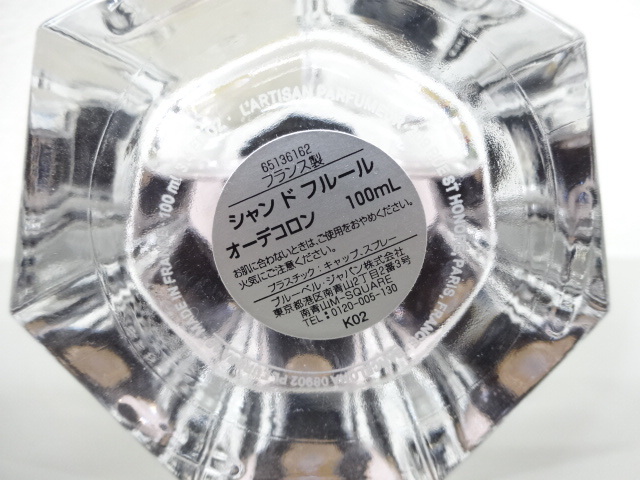 65136162
フランス製
シャン ド フルール
オーデコロン 100mL
お肌に合わないときは、ご使用をおやめください。
火気にご注意ください。
プラスチック:キャップ、スプレー
ブルーベル・ジャパン株式会社
東京都港区南青山2丁目2番3号
南青山M-SQUARE
TEL:0120-005-130
K02
L'ARTISAN PARFUM
HONO
PARIS, FRANCE
MADE IN FRAN
100 ml
08902